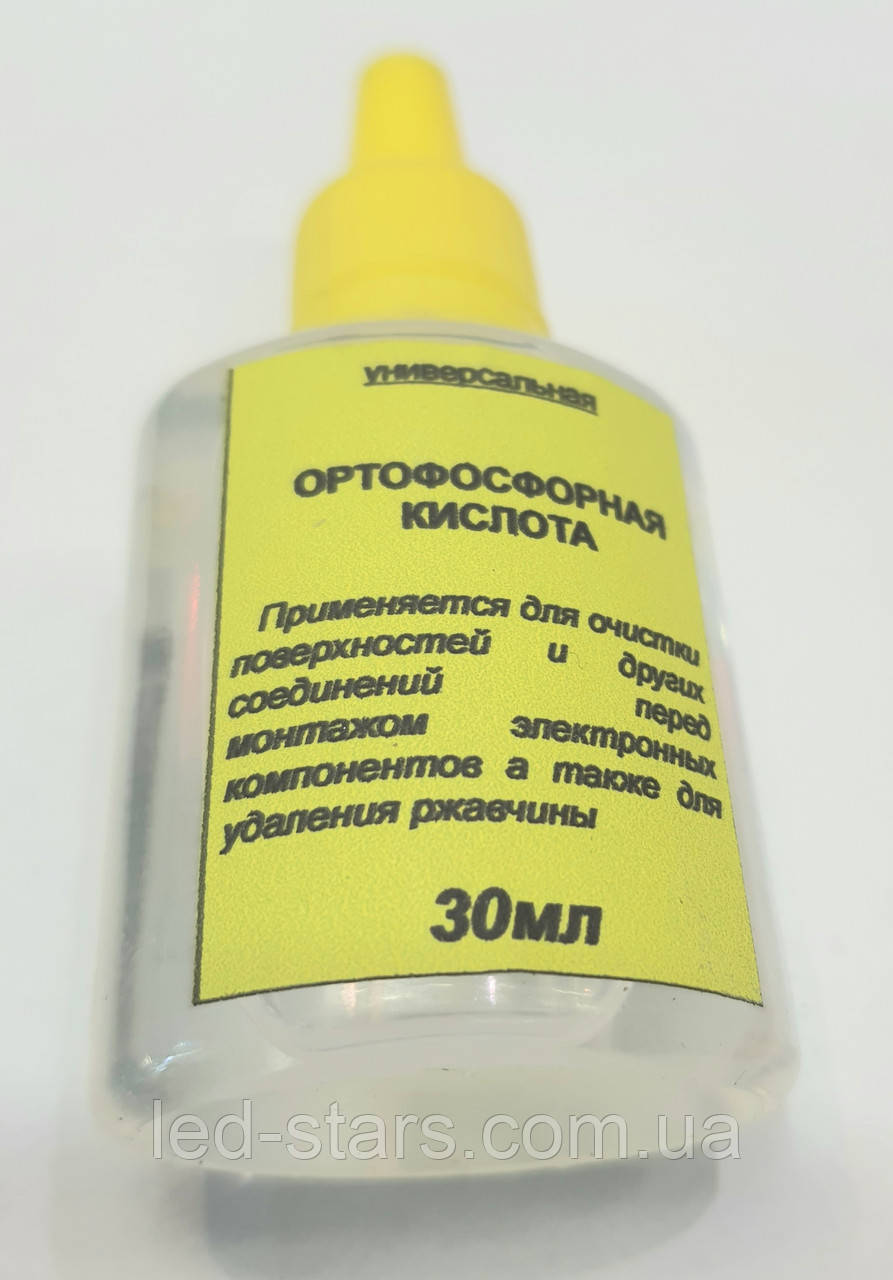 универсальная
ОРТОФОСФОРНАЯ
КИСЛОТА
Применяется для очистки
поверхностей и других
соединений перед
монтажом электронных
компонентов а также для
удаления ржавчины
30мл
led-stars.com.ua